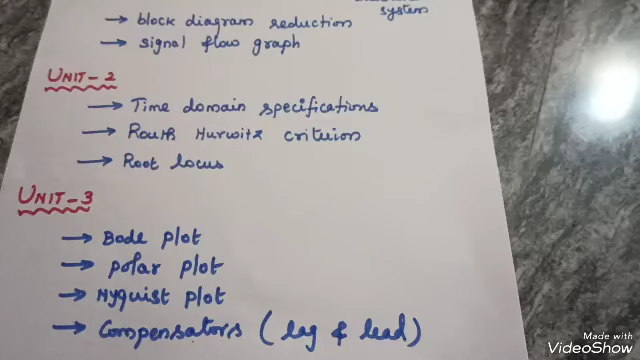 system
→ block diagram reduction
→ signal flow graph
UNIT-2
→ Time domain specifications
→ Routh Hurwitz criterion
→ Root locus
UNIT-3
→ Bode plot
→ polar plot
→ Nyquist plot
→ Compensators (lag & lead)
Made with
VideoShow